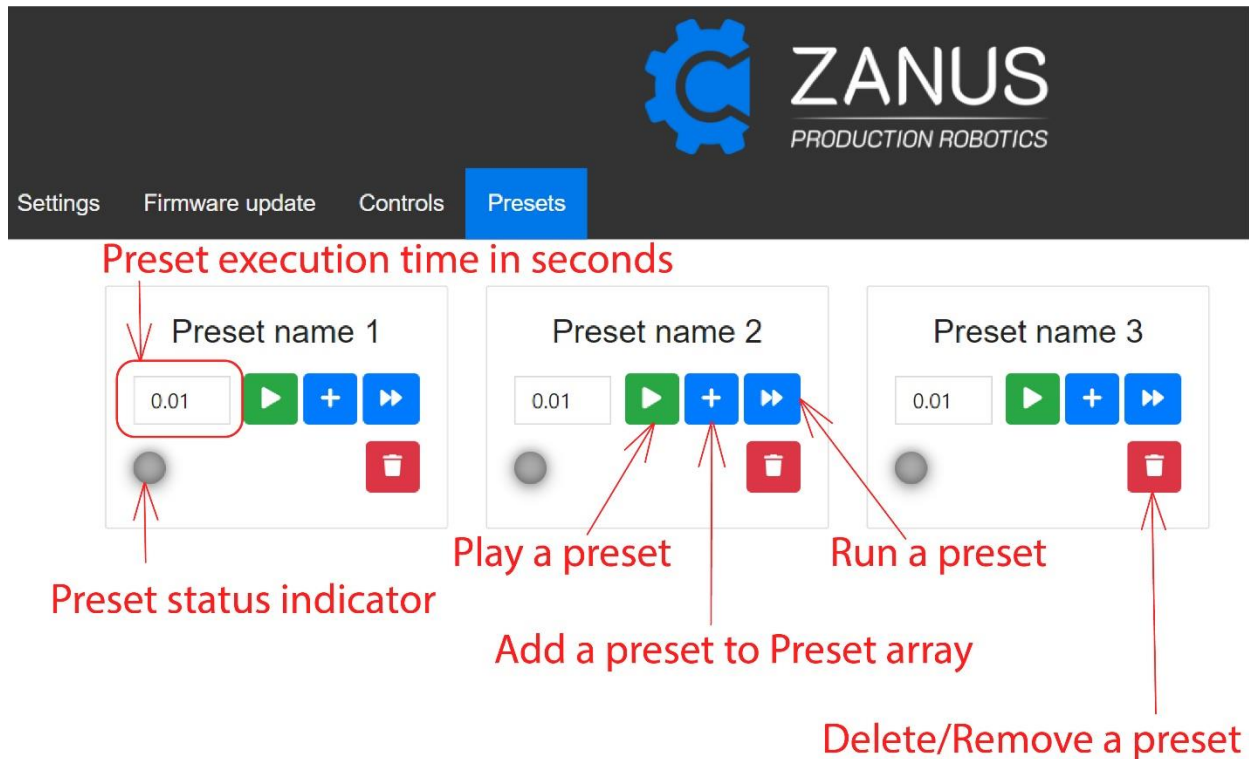 ZANUS
PRODUCTION ROBOTICS
Settings Firmware update Controls Presets
Preset execution time in seconds
Preset name 1 Preset name 2 Preset name 3
0.01 0.01 0.01
Play a preset Run a preset
Preset status indicator
Add a preset to Preset array
Delete/Remove a preset